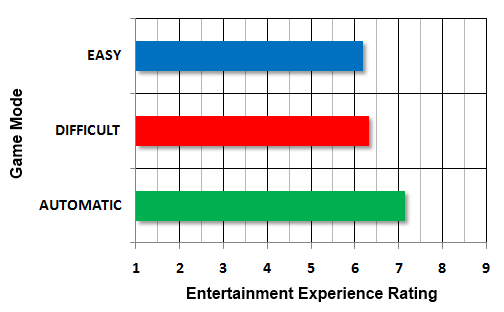 Game Mode
EASY
DIFFICULT
AUTOMATIC
1 2 3 4 5 6 7 8 9
Entertainment Experience Rating